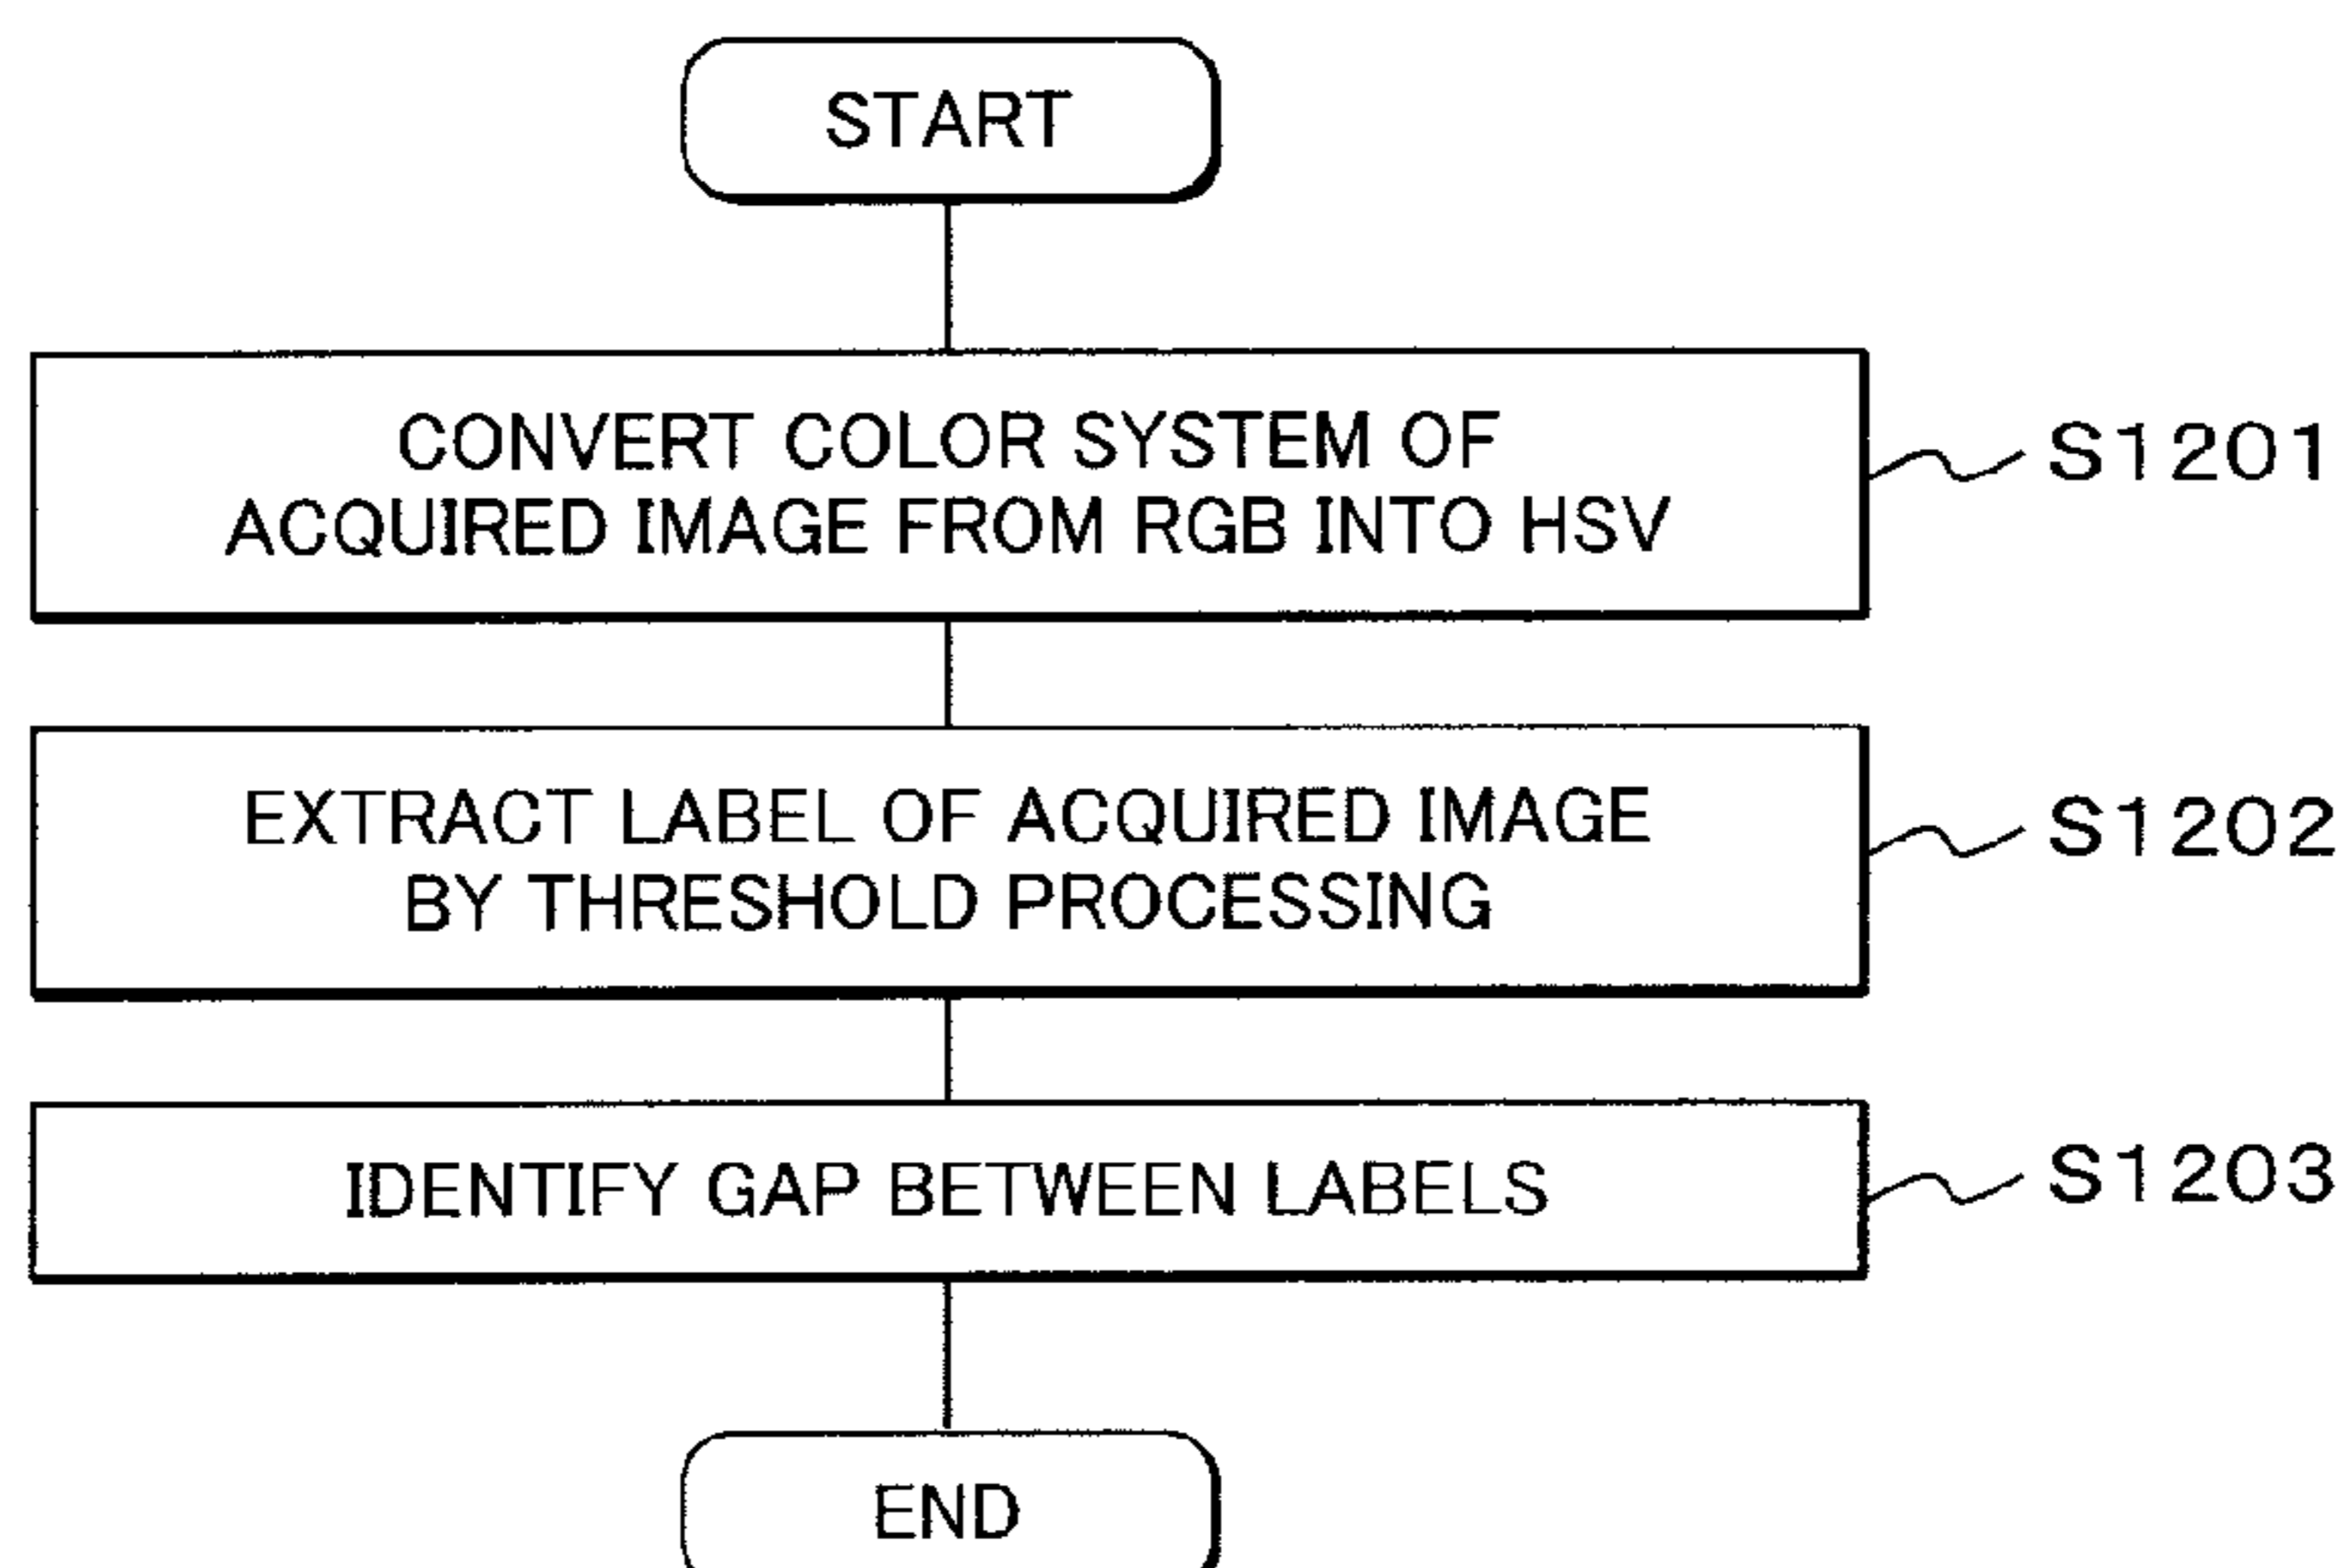 START
CONVERT COLOR SYSTEM OF
ACQUIRED IMAGE FROM RGB INTO HSV
S1201
EXTRACT LABEL OF ACQUIRED IMAGE
BY THRESHOLD PROCESSING
S1202
IDENTIFY GAP BETWEEN LABELS
S1203
END